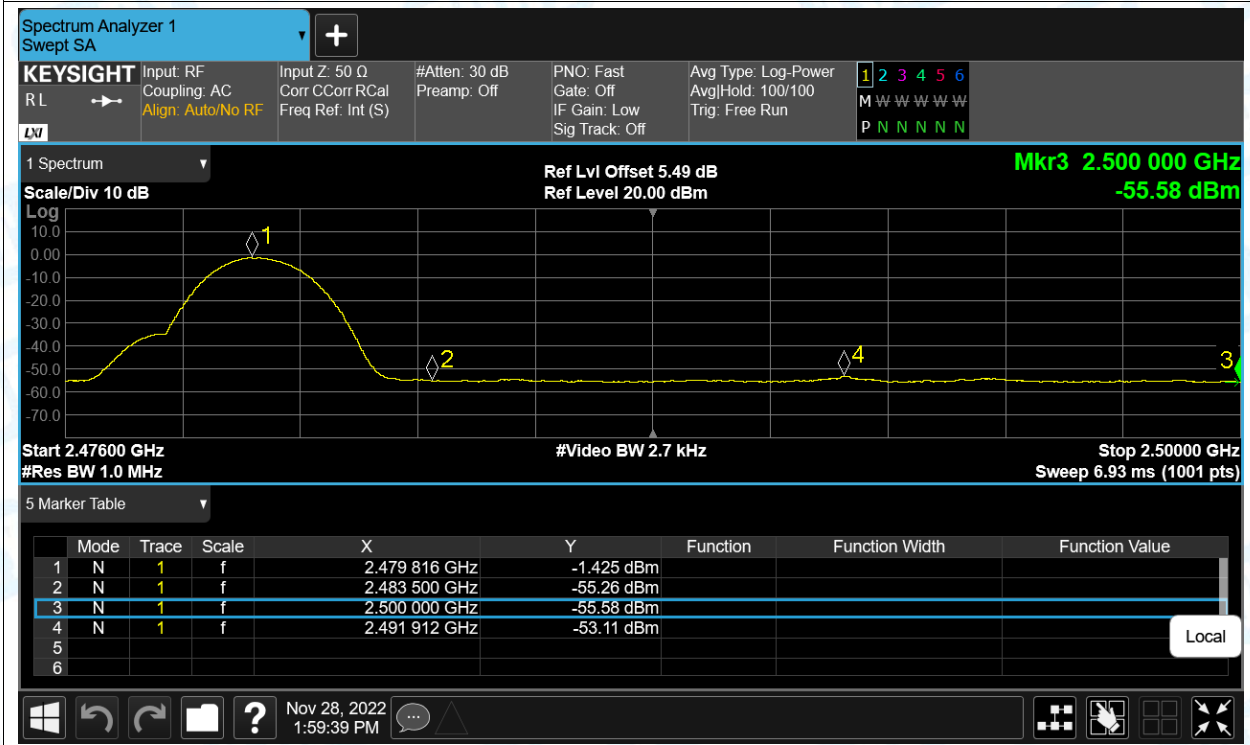 Spectrum Analyzer 1
Swept SA
+
KEYSIGHT
R L
LXI
Input: RF
Coupling: AC
Align: Auto/No RF
Input Z: 50 Ω
Corr CCorr RCal
Freq Ref: Int (S)
#Atten: 30 dB
Preamp: Off
PNO: Fast
Gate: Off
IF Gain: Low
Sig Track: Off
Avg Type: Log-Power
Avg|Hold: 100/100
Trig: Free Run
1 2 3 4 5 6
M W W W W W
P N N N N N
1 Spectrum
Scale/Div 10 dB
Ref Lvl Offset 5.49 dB
Ref Level 20.00 dBm
Mkr3 2.500 000 GHz
-55.58 dBm
Log
10.0
0.00
-10.0
-20.0
-30.0
-40.0
-50.0
-60.0
-70.0
1
2
4
3
Start 2.47600 GHz
#Video BW 2.7 kHz
Stop 2.50000 GHz
#Res BW 1.0 MHz
Sweep 6.93 ms (1001 pts)
5 Marker Table
Mode Trace Scale X Y Function Function Width Function Value
1 N 1 f 2.479 816 GHz -1.425 dBm
2 N 1 f 2.483 500 GHz -55.26 dBm
3 N 1 f 2.500 000 GHz -55.58 dBm
4 N 1 f 2.491 912 GHz -53.11 dBm
5
6
Local
?
Nov 28, 2022
1:59:39 PM